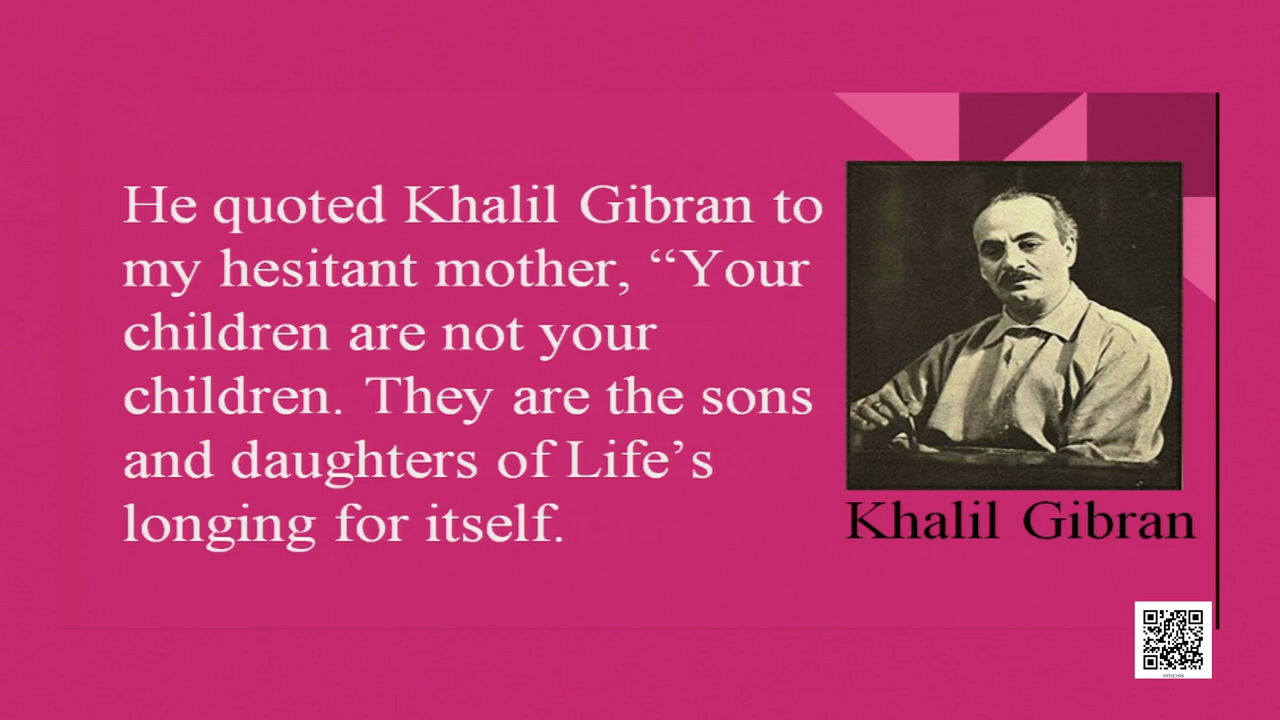 He quoted Khalil Gibran to
my hesitant mother, “Your
children are not your
children. They are the sons
and daughters of Life’s
longing for itself.
Khalil Gibran